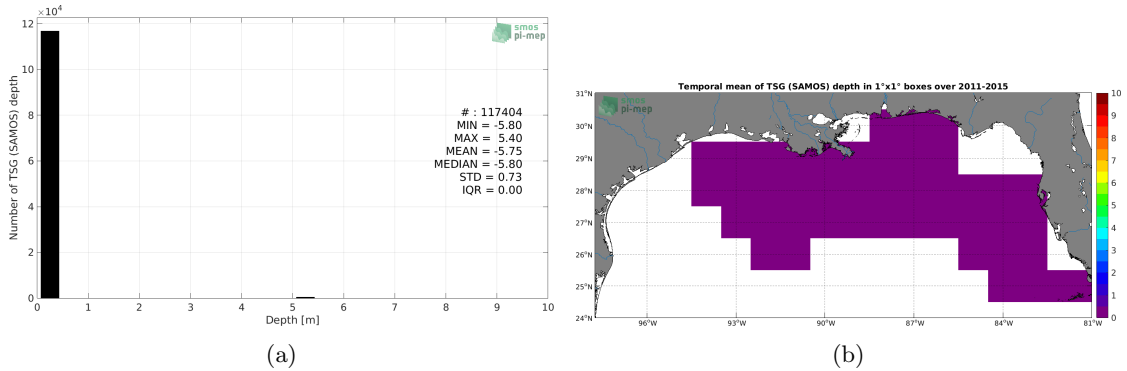 ×10⁴
12
10
8
6
4
2
0
Number of TSG (SAMOS) depth
smos
pi-mep
# : 117404
MIN = -5.80
MAX = 5.40
MEAN = -5.75
MEDIAN = -5.80
STD = 0.73
IQR = 0.00
0 1 2 3 4 5 6 7 8 9 10
Depth [m]
(a)
Temporal mean of TSG (SAMOS) depth in 1°x1° boxes over 2011-2015
smos
pi-mep
31°N
30°N
29°N
28°N
27°N
26°N
25°N
24°N
96°W 93°W 90°W 87°W 84°W 81°W
10
9
8
7
6
5
4
3
2
1
0
(b)